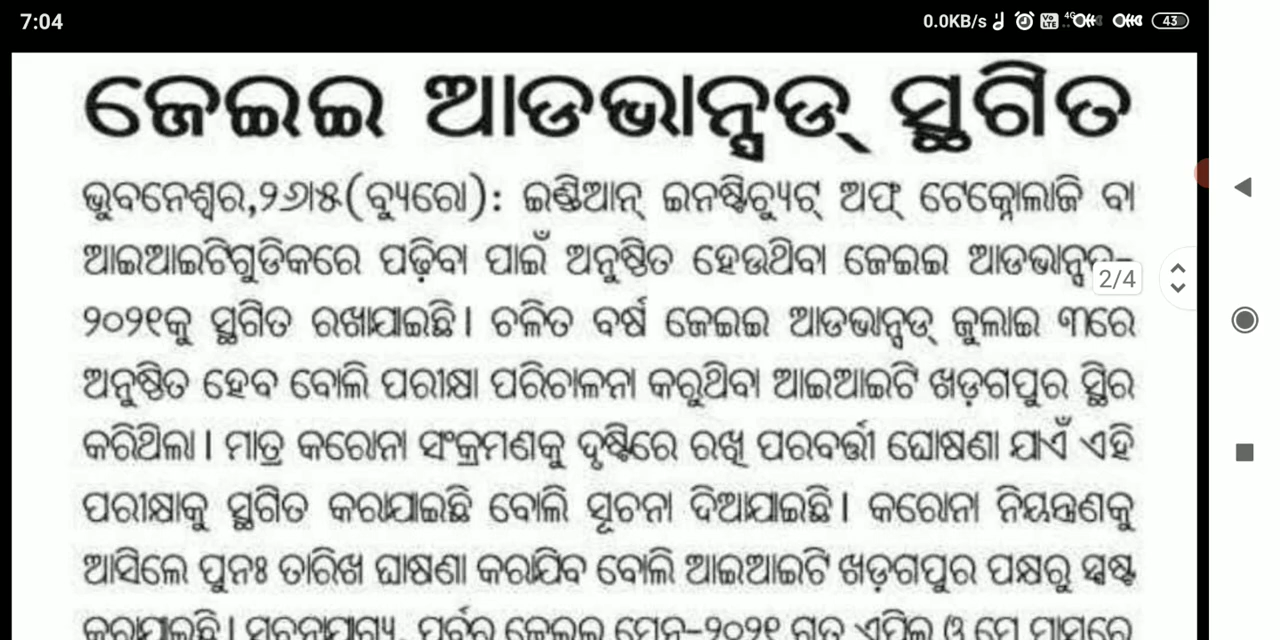 7:04
0.0KB/s
Vo LTE
4G
43
ଜେଇଇ ଆଡଭାନ୍ସଡ୍ ସ୍ଥଗିତ
ଭୁବନେଶ୍ୱର,୨୬।୫(ବ୍ୟୁରୋ): ଇଣ୍ଡିଆନ୍ ଇନଷ୍ଟିଚ୍ୟୁଟ୍ ଅଫ୍ ଟେକ୍ନୋଲୋଜି ବା
ଆଇଆଇଟିଗୁଡିକରେ ପଢ଼ିବା ପାଇଁ ଅନୁଷ୍ଠିତ ହେଉଥିବା ଜେଇଇ
2/4
୨୦୨୧କୁ ସ୍ଥଗିତ ରଖାଯାଇଛି। ଚଳିତ ବର୍ଷ ଜେଇଇ ଆଡଭାନ୍ସଡ୍ ଜୁଲାଇ ୩ରେ
ଅନୁଷ୍ଠିତ ହେବ ବୋଲି ପରୀକ୍ଷା ପରିଚାଳନା କରୁଥିବା ଆଇଆଇଟି ଖଡ଼ଗପୁର ସ୍ଥିର
କରିଥିଲା। ମାତ୍ର କରୋନା ସଂକ୍ରମଣକୁ ଦୃଷ୍ଟିରେ ରଖି ପରବର୍ତ୍ତୀ ଘୋଷଣା ଯାଏଁ ଏହି
ପରୀକ୍ଷାକୁ ସ୍ଥଗିତ କରାଯାଇଛି ବୋଲି ସୂଚନା ଦିଆଯାଇଛି। କରୋନା ନିୟନ୍ତ୍ରଣକୁ
ଆସିଲେ ପୁନଃ ତାରିଖ ଘୋଷଣା କରାଯିବ ବୋଲି ଆଇଆଇଟି ଖଡ଼ଗପୁର ପକ୍ଷରୁ ସ୍ପଷ୍ଟ